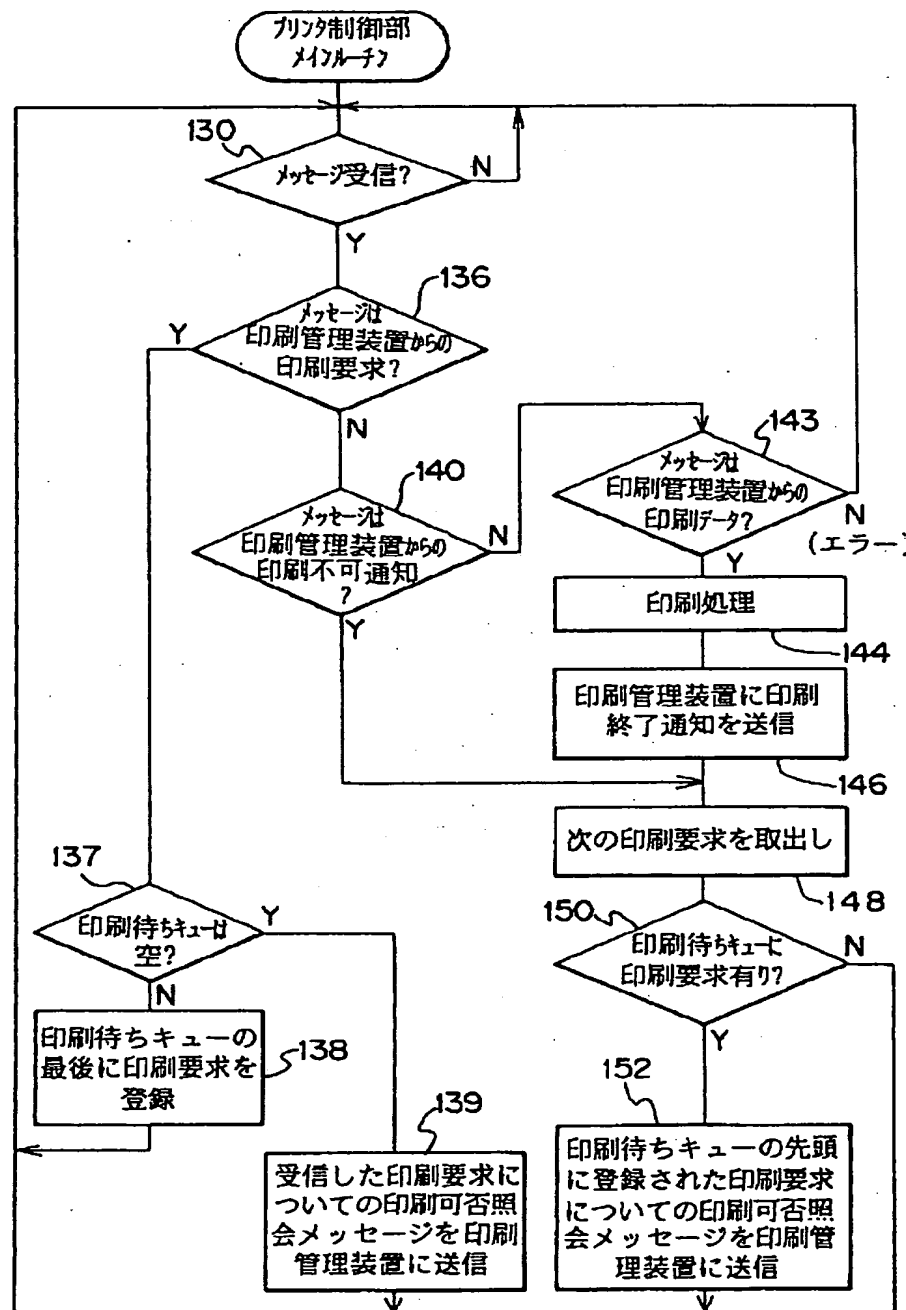 プリンタ制御部
メインルーチン
130
メッセージ受信?
N
Y
136
メッセージは
印刷管理装置からの
印刷要求?
Y
N
140
メッセージは
印刷管理装置からの
印刷不可通知
?
N
Y
143
メッセージは
印刷管理装置からの
印刷データ?
N
(エラー)
Y
印刷処理
144
印刷管理装置に印刷
終了通知を送信
146
次の印刷要求を取出し
148
137
印刷待ちキューは
空?
Y
N
印刷待ちキューの
最後に印刷要求を
登録
138
139
受信した印刷要求に
ついての印刷可否照
会メッセージを印刷
管理装置に送信
150
印刷待ちキューに
印刷要求有り?
N
Y
152
印刷待ちキューの先頭
に登録された印刷要求
についての印刷可否照
会メッセージを印刷管
理装置に送信